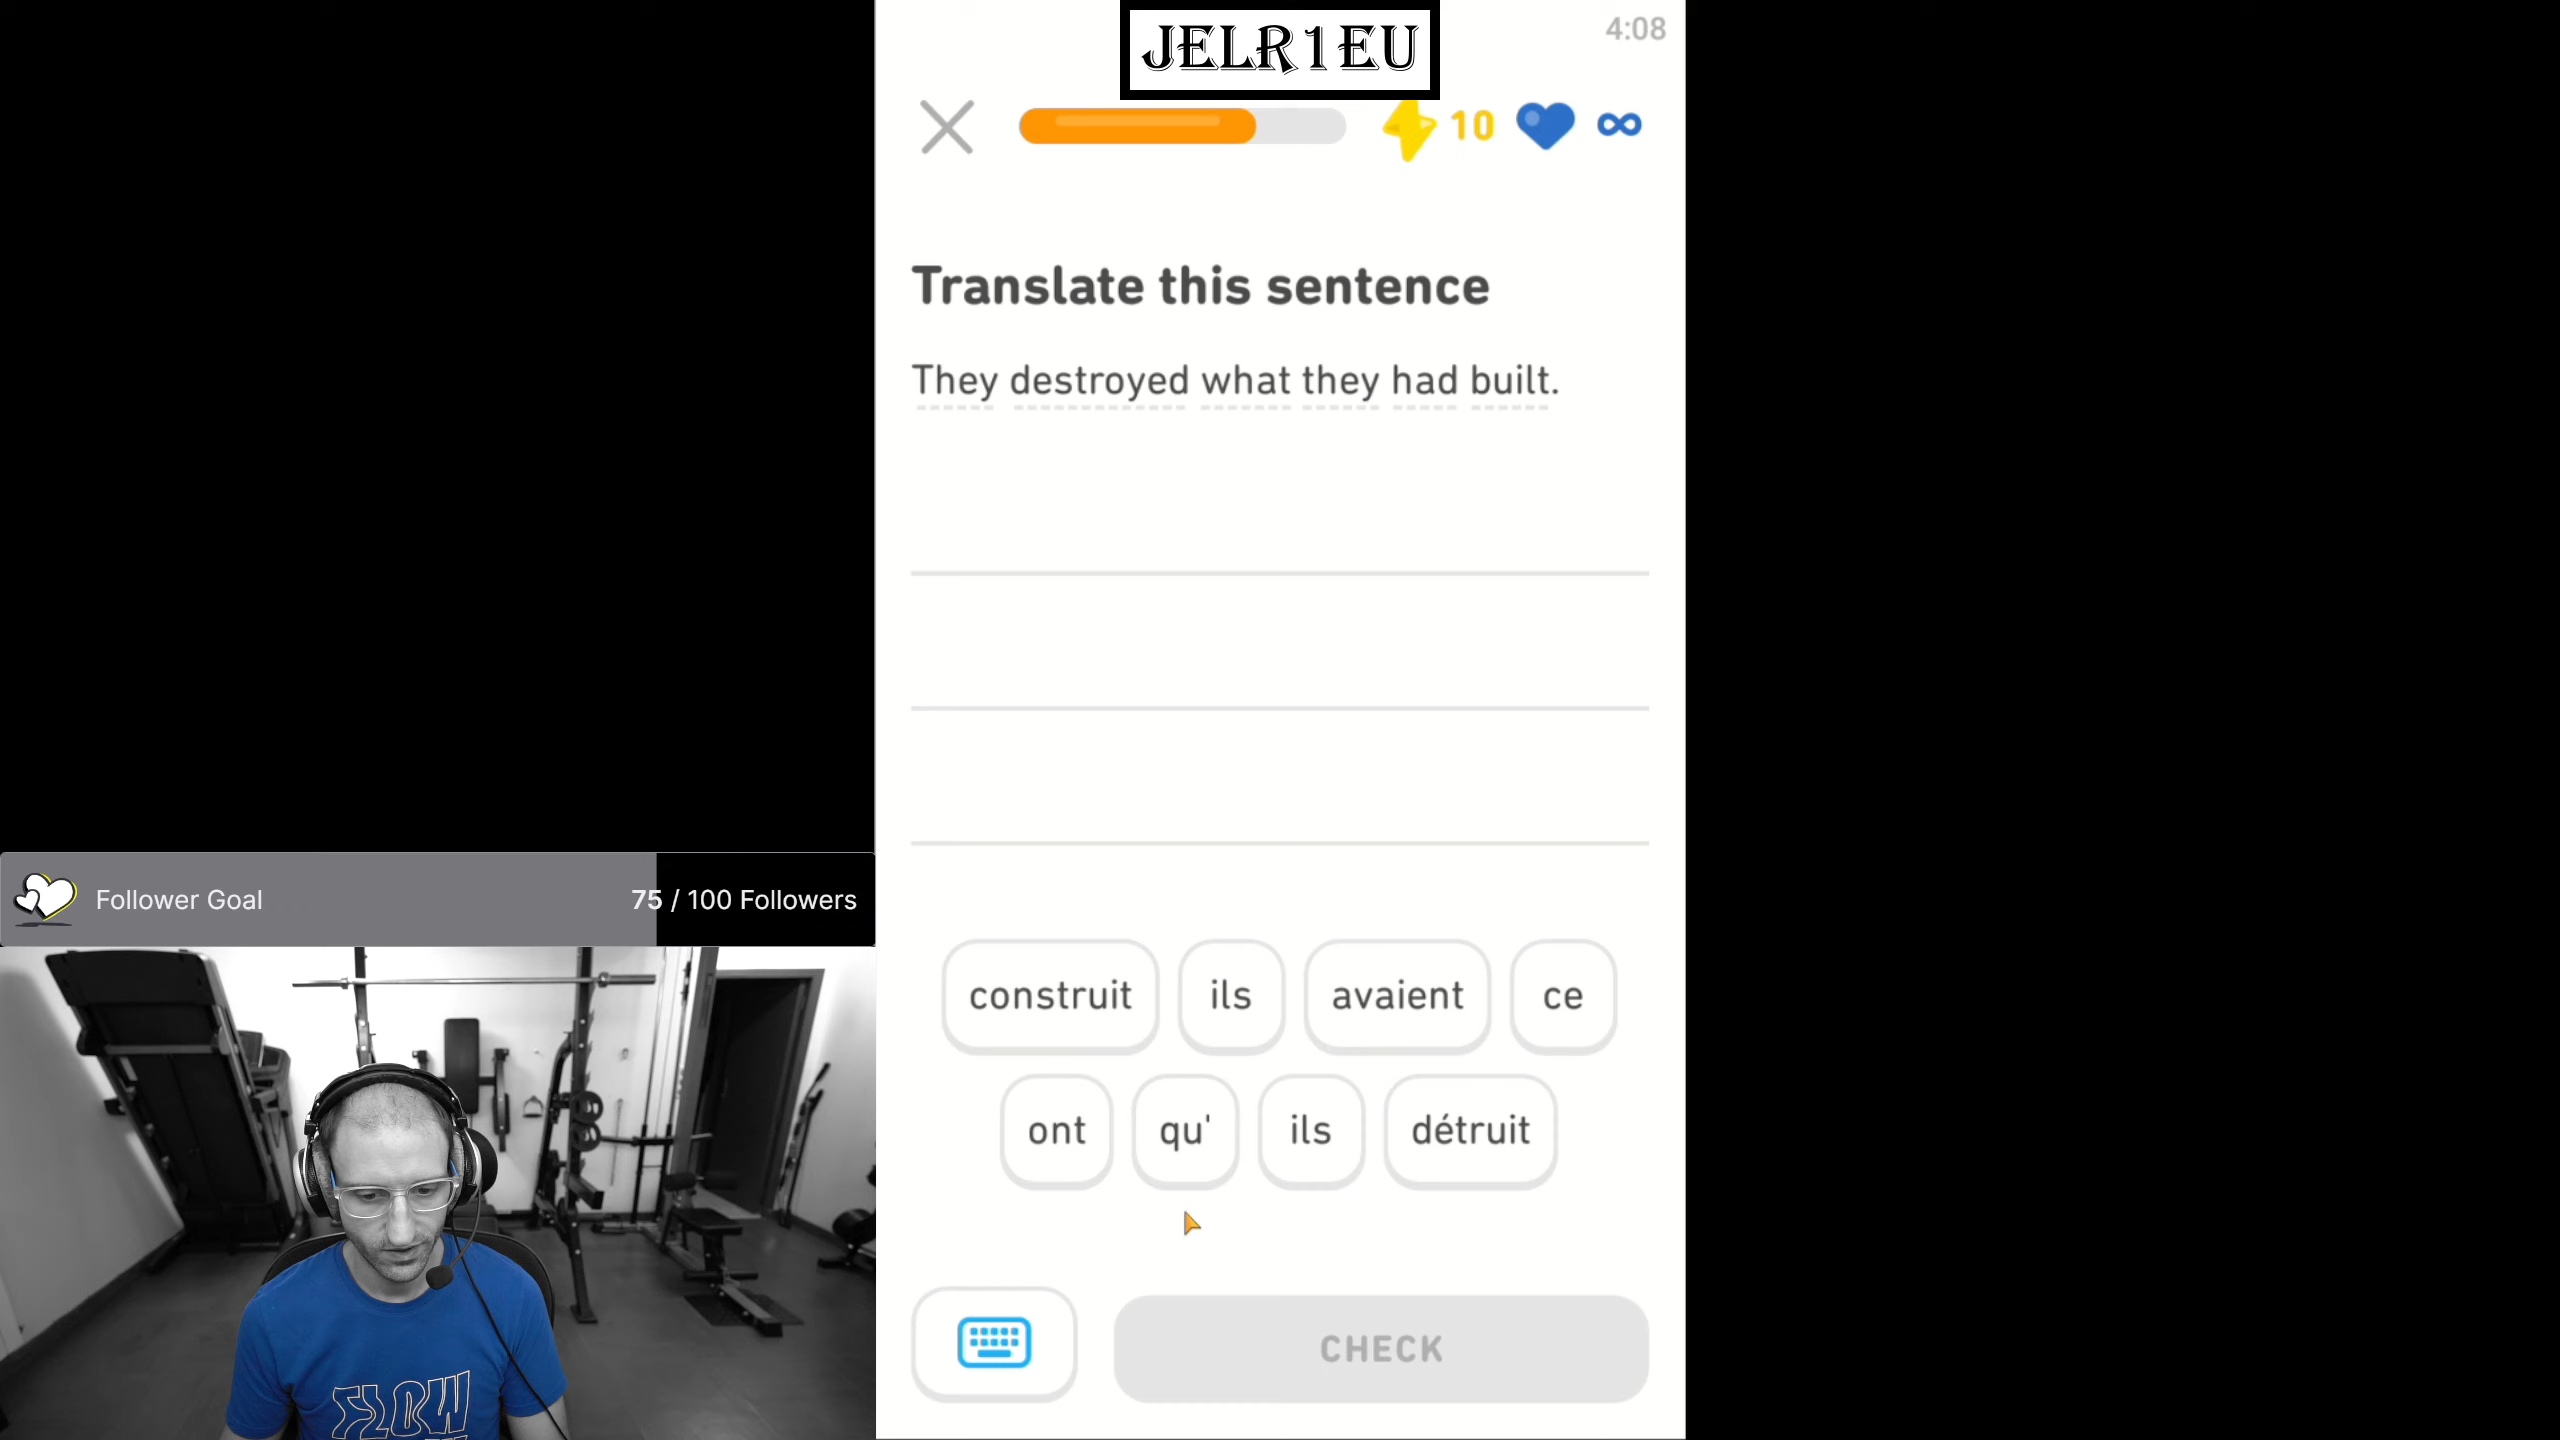 JELR1EU
4:08
10
Translate this sentence
They destroyed what they had built.
construit ils avaient ce
ont qu' ils détruit
CHECK
Follower Goal 75 / 100 Followers
FLOW